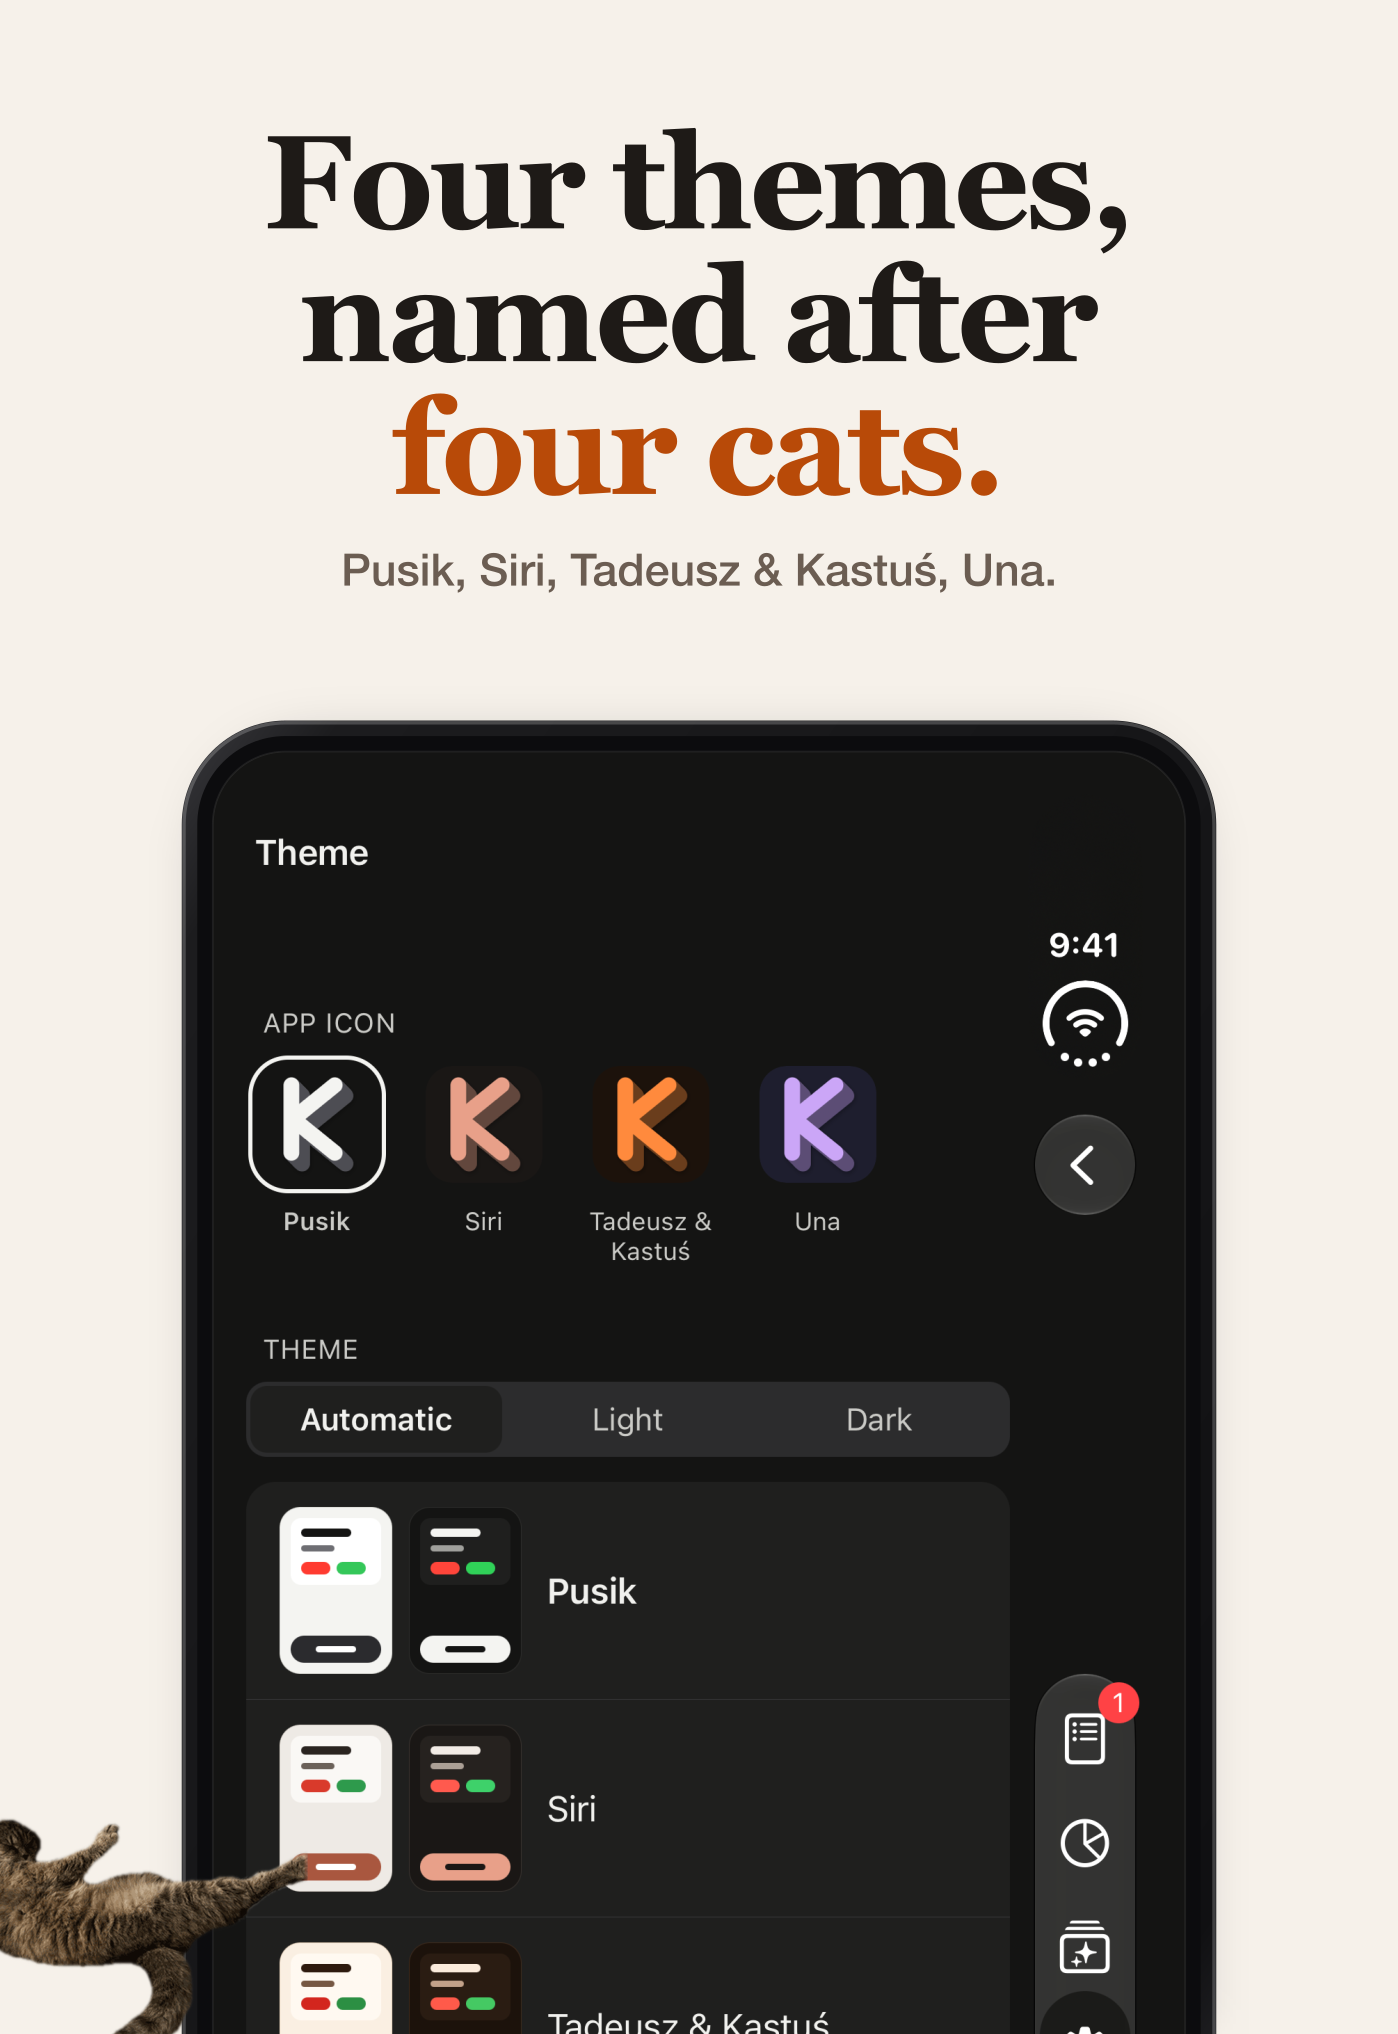 Four themes,
named after
four cats.
Pusik, Siri, Tadeusz & Kastuś, Una.
Theme
9:41
APP ICON
Pusik
Siri
Tadeusz &
Kastuś
Una
THEME
Automatic
Light
Dark
Pusik
1
Siri
Tadeusz & Kastuś